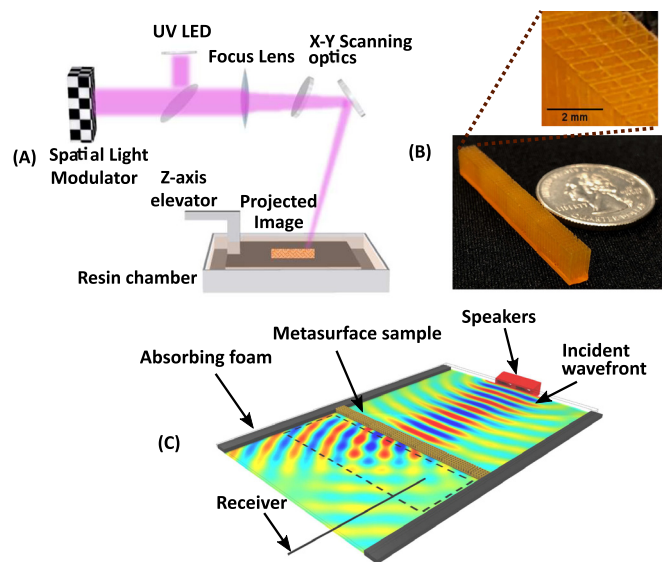 UV LED
X-Y Scanning
optics
Focus Lens
(A)
Spatial Light
Modulator
Z-axis
elevator
Projected
Image
Resin chamber
2 mm
(B)
Speakers
Metasurface sample
Incident
wavefront
Absorbing foam
(C)
Receiver